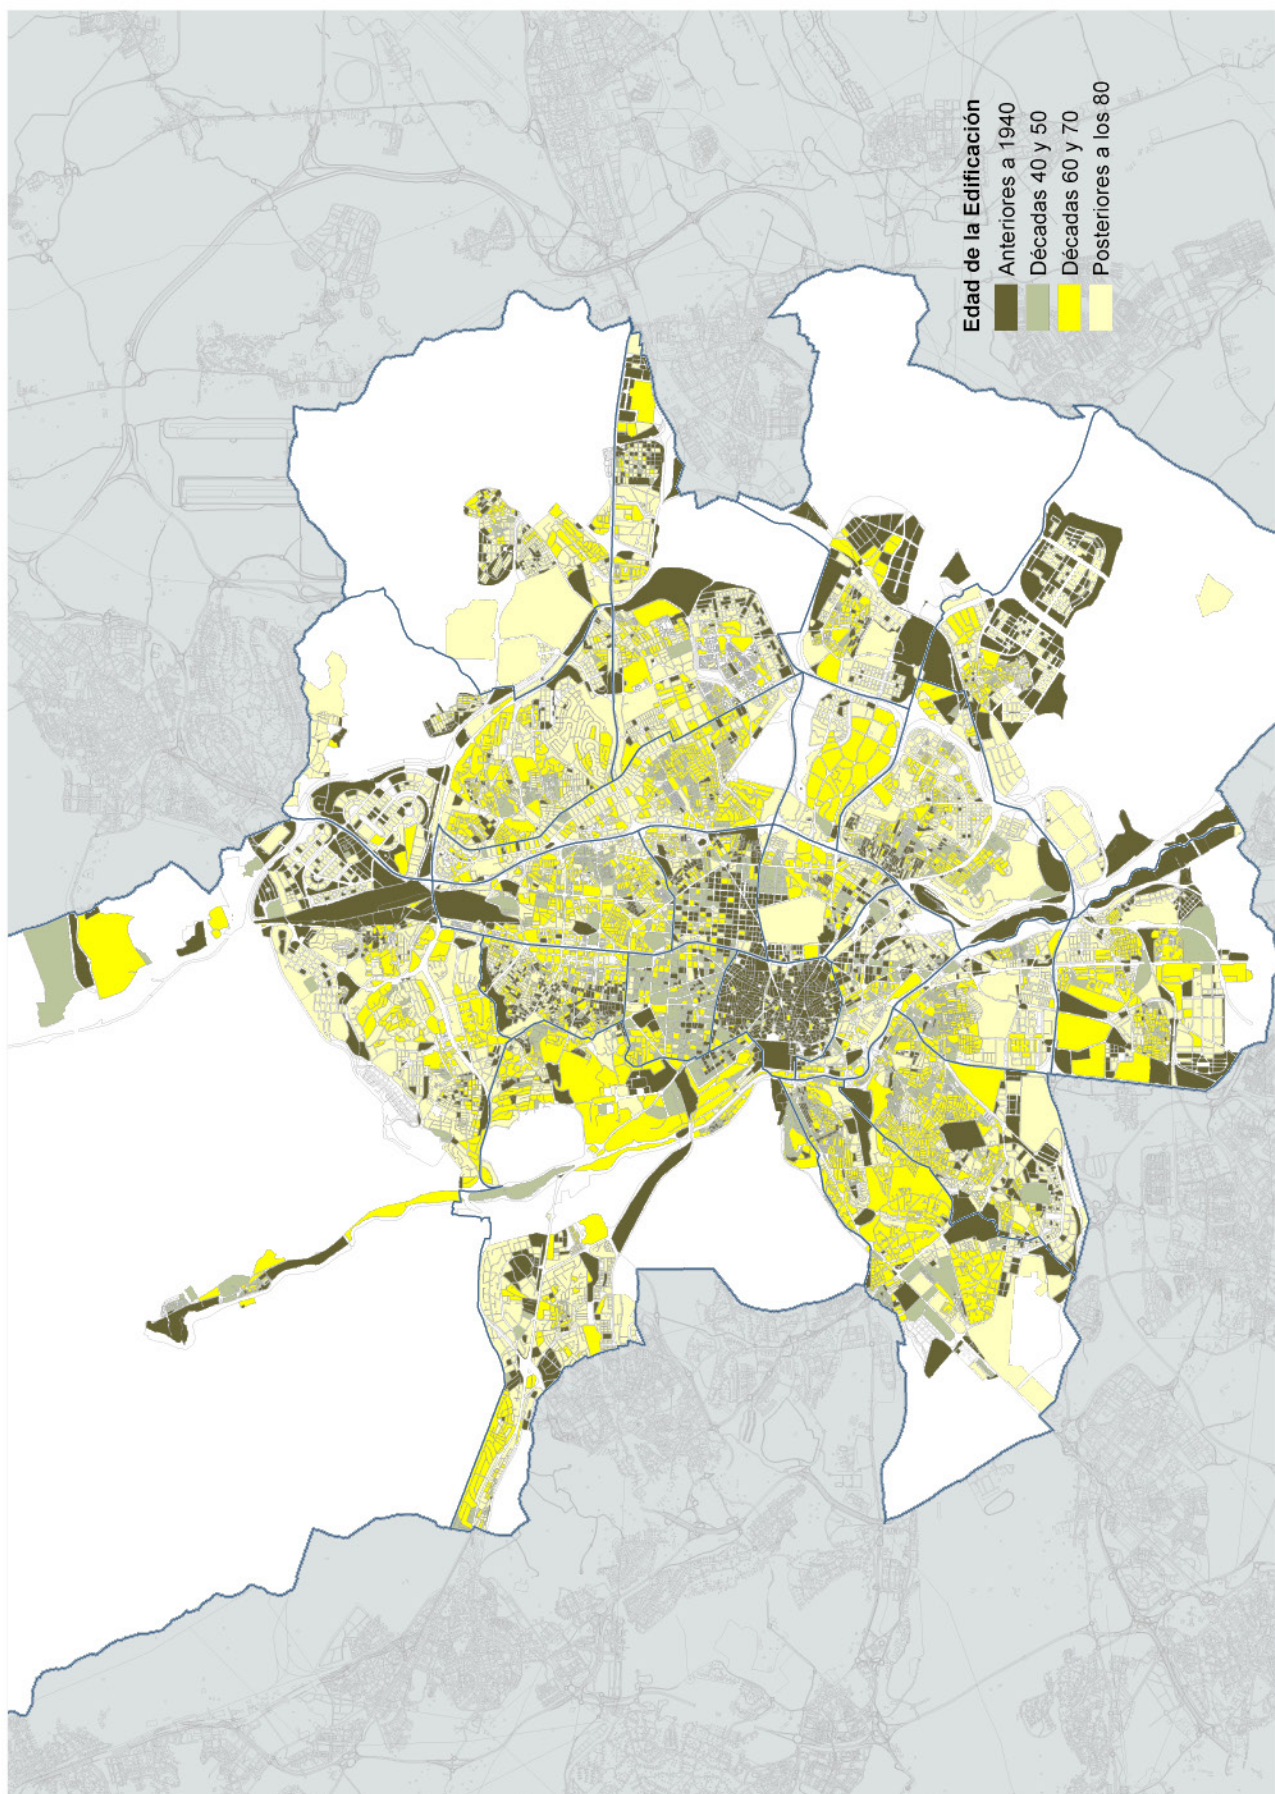 Edad de la Edificación
Anteriores a 1940
Décadas 40 y 50
Décadas 60 y 70
Posteriores a los 80